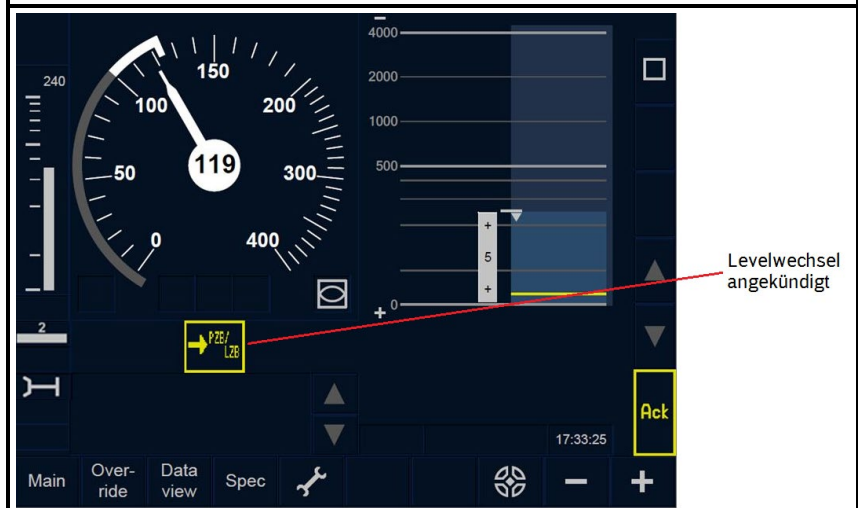 240
2
0
50
100
150
200
300
400
119
PZB/
LZB
4000
2000
1000
500
0
+
5
+
Levelwechsel
angekündigt
Ack
17:33:25
Main
Over-
ride
Data
view
Spec